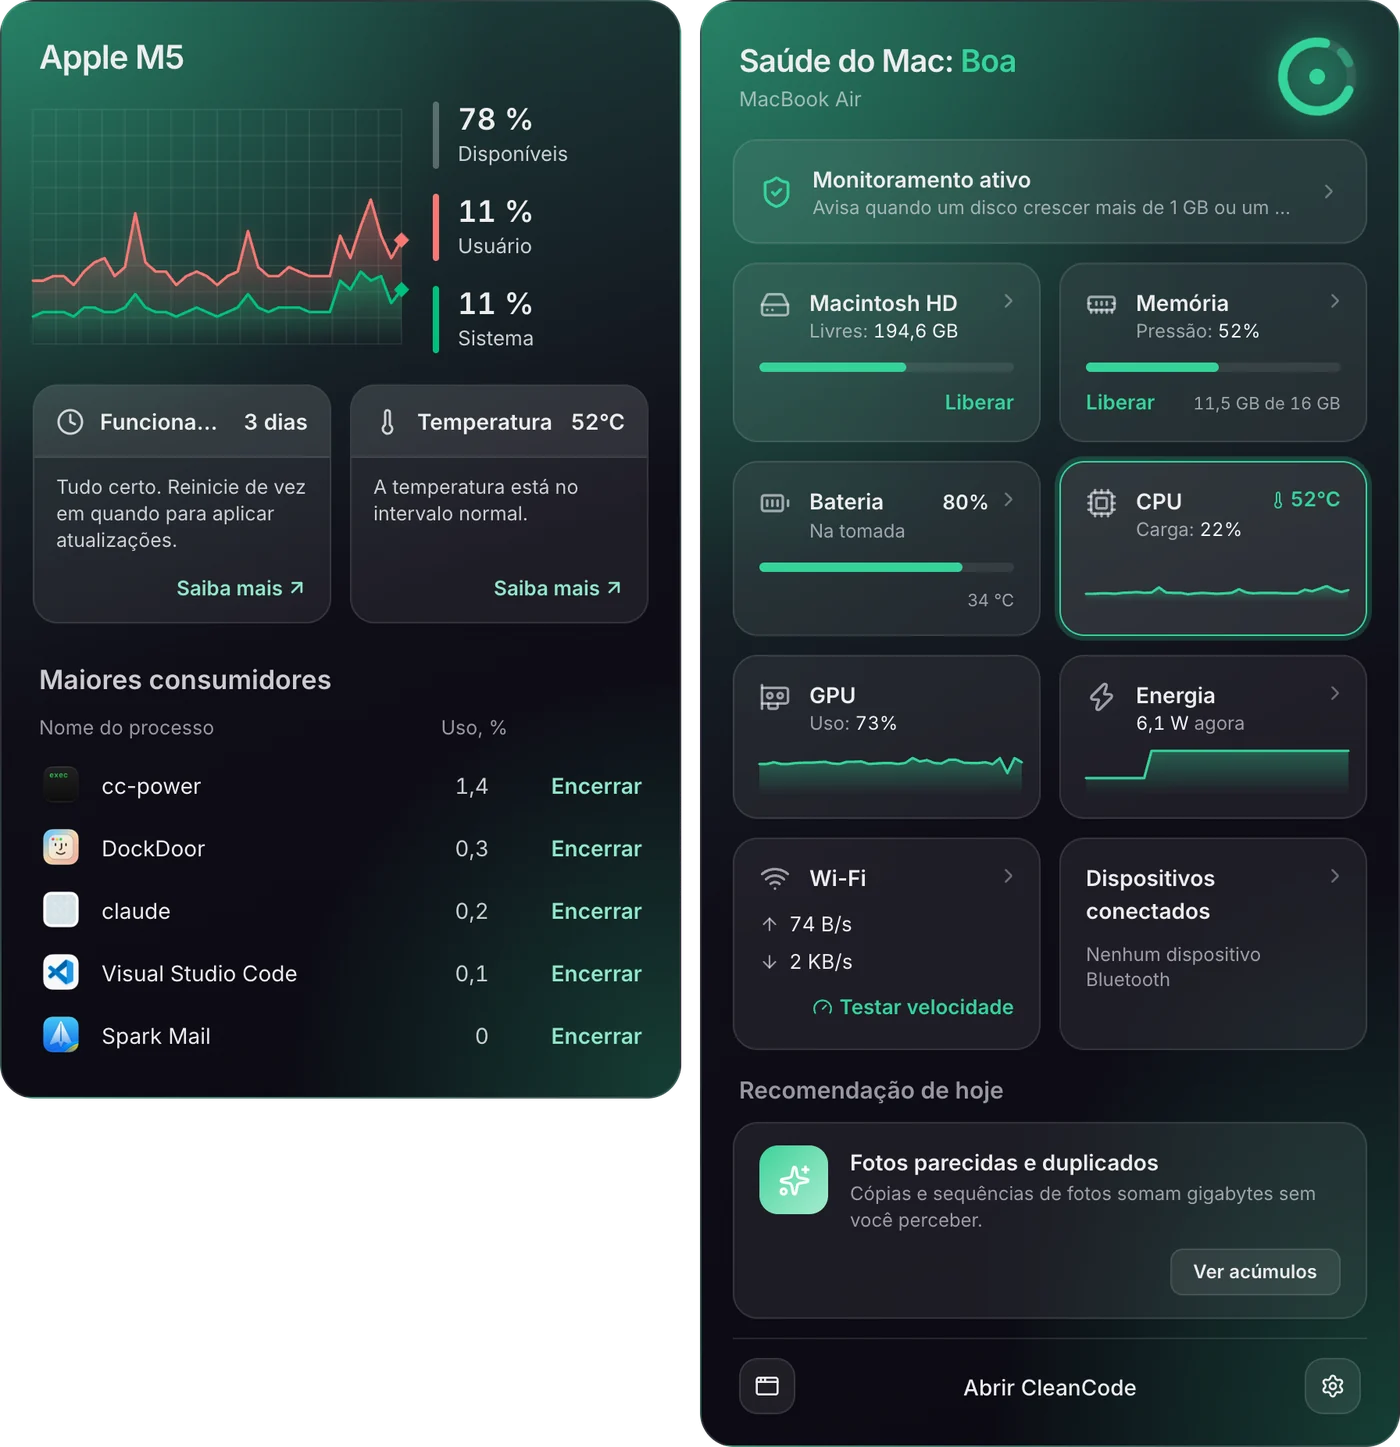 Apple M5
78 %
Disponíveis
11 %
Usuário
11 %
Sistema
Funciona... 3 dias
Tudo certo. Reinicie de vez
em quando para aplicar
atualizações.
Saiba mais
Temperatura 52°C
A temperatura está no
intervalo normal.
Saiba mais
Maiores consumidores
Nome do processo Uso, %
exec
cc-power 1,4 Encerrar
DockDoor 0,3 Encerrar
claude 0,2 Encerrar
Visual Studio Code 0,1 Encerrar
Spark Mail 0 Encerrar
Saúde do Mac: Boa
MacBook Air
Monitoramento ativo
Avisa quando um disco crescer mais de 1 GB ou um ...
Macintosh HD
Livres: 194,6 GB
Liberar
Memória
Pressão: 52%
Liberar 11,5 GB de 16 GB
Bateria 80%
Na tomada
34 °C
CPU 52°C
Carga: 22%
GPU
Uso: 73%
Energia
6,1 W agora
Wi-Fi
74 B/s
2 KB/s
Testar velocidade
Dispositivos
conectados
Nenhum dispositivo
Bluetooth
Recomendação de hoje
Fotos parecidas e duplicados
Cópias e sequências de fotos somam gigabytes sem
você perceber.
Ver acúmulos
Abrir CleanCode